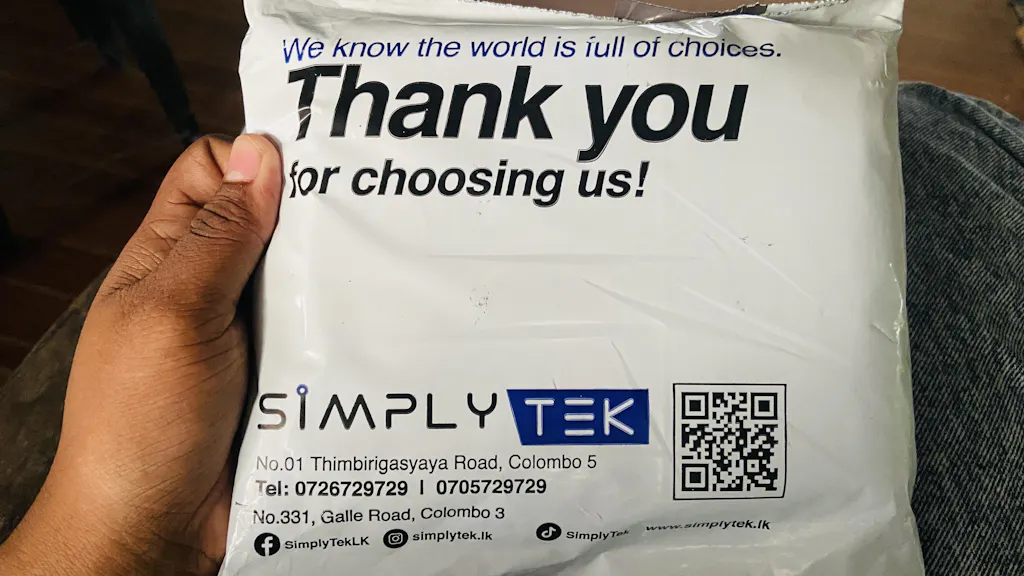 We know the world is full of choices.
Thank you
for choosing us!
SIMPLY TEK
No.01 Thimbirigasyaya Road, Colombo 5
Tel: 0726729729 | 0705729729
No.331, Galle Road, Colombo 3
SimplyTekLK simplytek.lk SimplyTek www.simplytek.lk